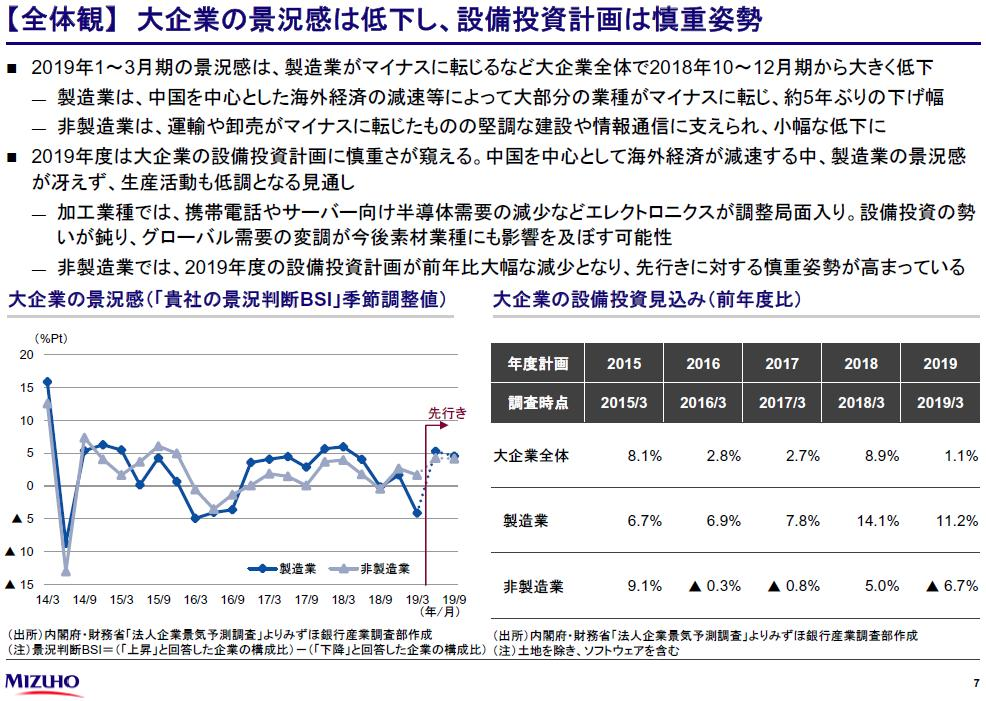 【全体観】 大企業の景況感は低下し、設備投資計画は慎重姿勢
■ 2019年1～3月期の景況感は、製造業がマイナスに転じるなど大企業全体で2018年10～12月期から大きく低下
― 製造業は、中国を中心とした海外経済の減速等によって大部分の業種がマイナスに転じ、約5年ぶりの下げ幅
― 非製造業は、運輸や卸売がマイナスに転じたものの堅調な建設や情報通信に支えられ、小幅な低下に
■ 2019年度は大企業の設備投資計画に慎重さが窺える。中国を中心として海外経済が減速する中、製造業の景況感
が冴えず、生産活動も低調となる見通し
― 加工業種では、携帯電話やサーバー向け半導体需要の減少などエレクトロニクスが調整局面入り。設備投資の勢
いが鈍り、グローバル需要の変調が今後素材業種にも影響を及ぼす可能性
― 非製造業では、2019年度の設備投資計画が前年比大幅な減少となり、先行きに対する慎重姿勢が高まっている
大企業の景況感（「貴社の景況判断BSI」季節調整値）
（%Pt）
20
15
10
5
0
▲ 5
▲ 10
▲ 15
先行き
製造業 非製造業
14/3 14/9 15/3 15/9 16/3 16/9 17/3 17/9 18/3 18/9 19/3 19/9
（年/月）
（出所）内閣府・財務省「法人企業景気予測調査」よりみずほ銀行産業調査部作成
（注）景況判断BSI＝（「上昇」と回答した企業の構成比）－（「下降」と回答した企業の構成比）
大企業の設備投資見込み（前年度比）
年度計画 2015 2016 2017 2018 2019
調査時点 2015/3 2016/3 2017/3 2018/3 2019/3
大企業全体 8.1% 2.8% 2.7% 8.9% 1.1%
製造業 6.7% 6.9% 7.8% 14.1% 11.2%
非製造業 9.1% ▲ 0.3% ▲ 0.8% 5.0% ▲ 6.7%
（出所）内閣府・財務省「法人企業景気予測調査」よりみずほ銀行産業調査部作成
（注）土地を除き、ソフトウェアを含む
MIZUHO
7